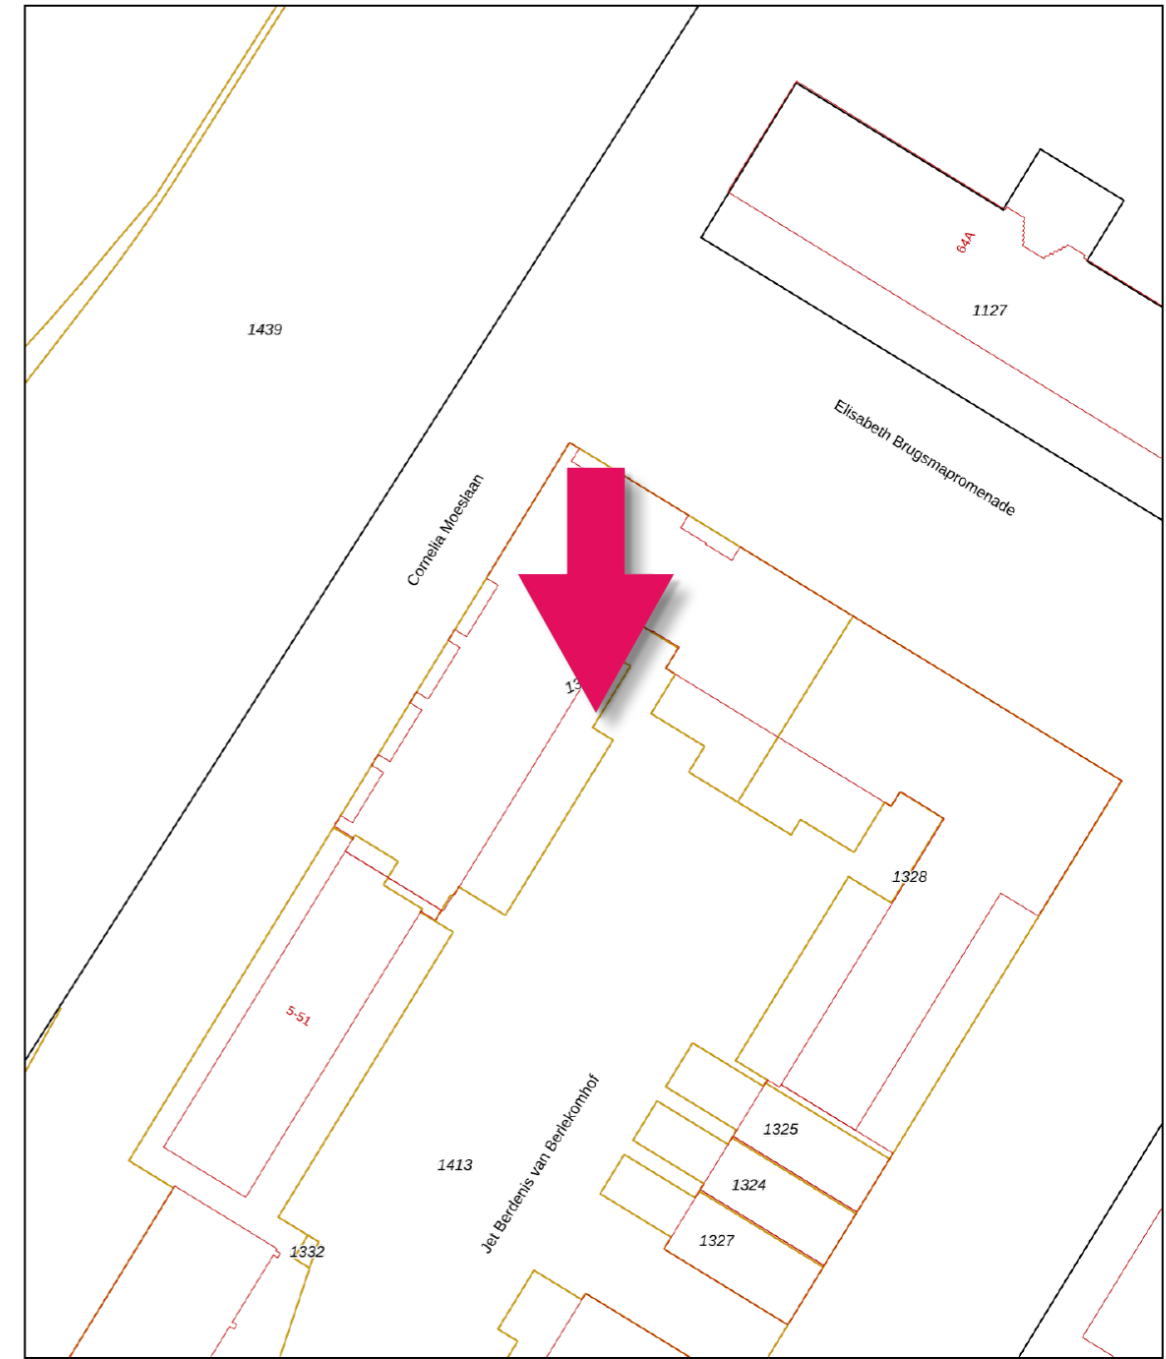 64A
1127
1439
Elisabeth Brugsmapromenade
Cornelia Moeslaan
1328
5-51
1325
1413
Jet Berdenis van Berlekomhof
1324
1327
1332